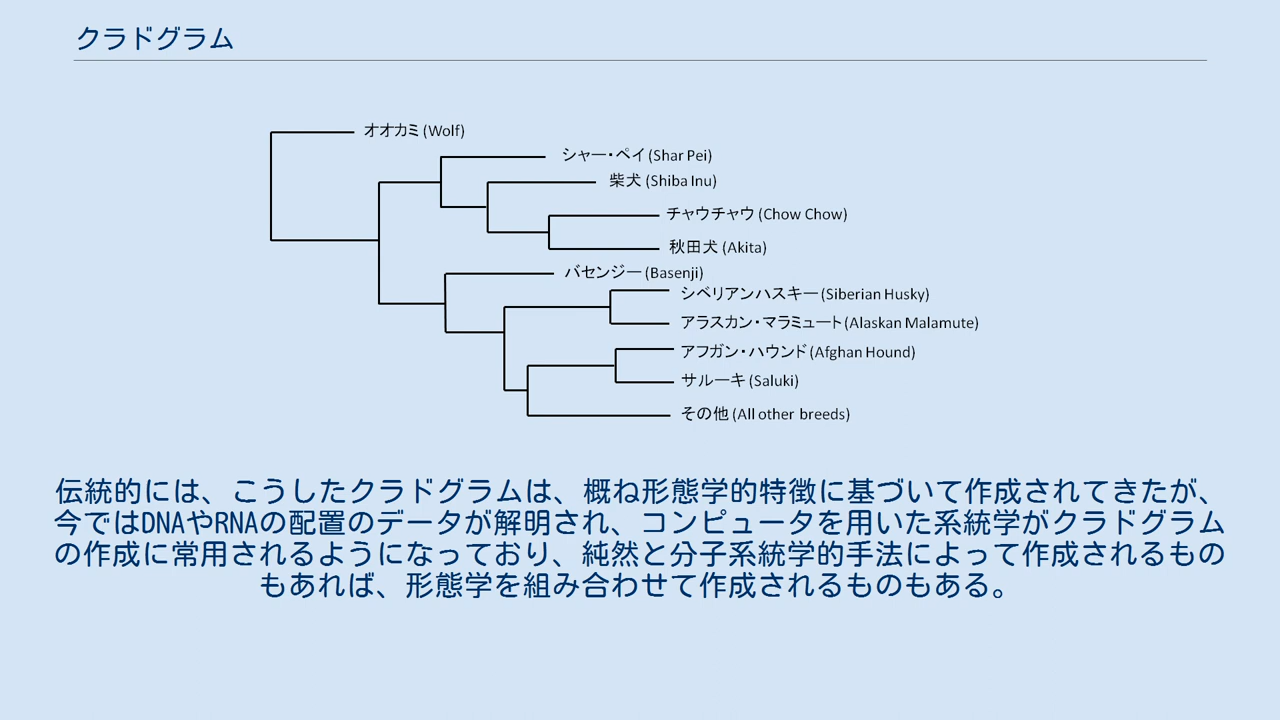 クラドグラム
オオカミ (Wolf)
シャー・ペイ (Shar Pei)
柴犬 (Shiba Inu)
チャウチャウ (Chow Chow)
秋田犬 (Akita)
バセンジー (Basenji)
シベリアンハスキー (Siberian Husky)
アラスカン・マラミュート (Alaskan Malamute)
アフガン・ハウンド (Afghan Hound)
サルーキ (Saluki)
その他 (All other breeds)
伝統的には、こうしたクラドグラムは、概ね形態学的特徴に基づいて作成されてきたが、
今ではDNAやRNAの配置のデータが解明され、コンピュータを用いた系統学がクラドグラム
の作成に常用されるようになっており、純然と分子系統学的手法によって作成されるもの
もあれば、形態学を組み合わせて作成されるものもある。